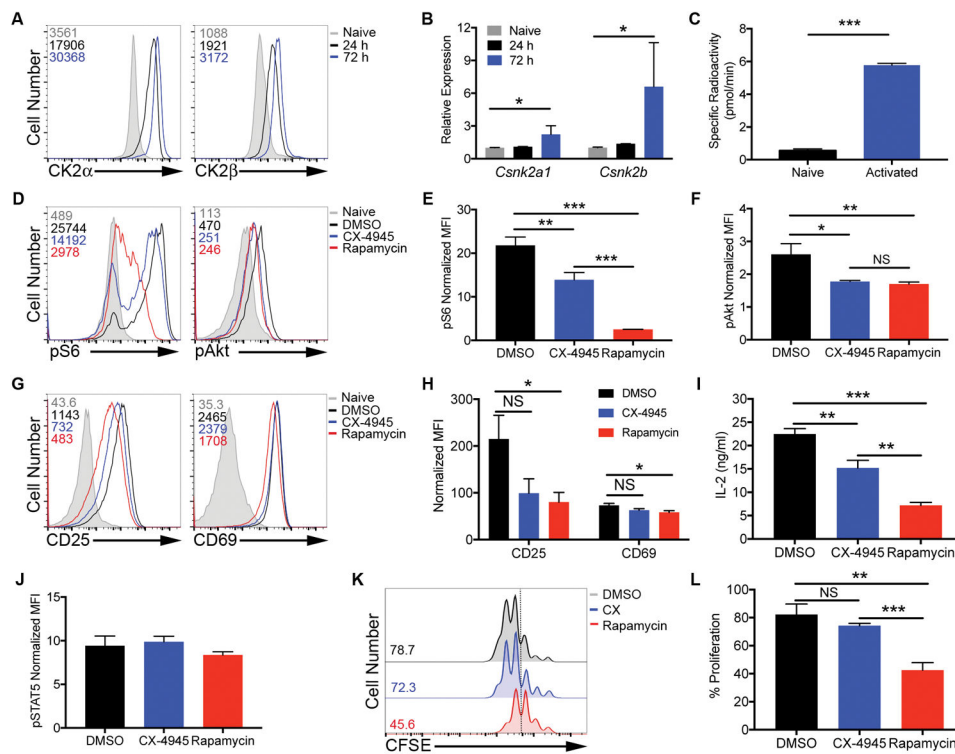 A
3561
17906
30368
1088
1921
3172
Naive
24 h
72 h
Cell Number
CK2α
CK2β
B
Naive
24 h
72 h
*
*
Relative Expression
12
9
6
3
0
Csnk2a1
Csnk2b
C
***
Specific Radioactivity
(pmol/min)
8
6
4
2
0
Naive
Activated
D
489
25744
14192
2978
113
470
251
246
Naive
DMSO
CX-4945
Rapamycin
Cell Number
pS6
pAkt
E
***
**
***
pS6 Normalized MFI
30
20
10
0
DMSO
CX-4945
Rapamycin
F
**
*
NS
pAkt Normalized MFI
4
3
2
1
0
DMSO
CX-4945
Rapamycin
G
43.6
1143
732
483
35.3
2465
2379
1708
Naive
DMSO
CX-4945
Rapamycin
Cell Number
CD25
CD69
H
*
NS
*
NS
DMSO
CX-4945
Rapamycin
Normalized MFI
300
200
100
50
0
CD25
CD69
I
***
**
**
IL-2 (ng/ml)
30
25
20
15
10
5
0
DMSO
CX-4945
Rapamycin
J
pSTAT5 Normalized MFI
15
10
5
0
DMSO
CX-4945
Rapamycin
K
DMSO
CX
Rapamycin
78.7
72.3
45.6
Cell Number
CFSE
L
**
NS
***
% Proliferation
100
80
60
40
20
0
DMSO
CX-4945
Rapamycin